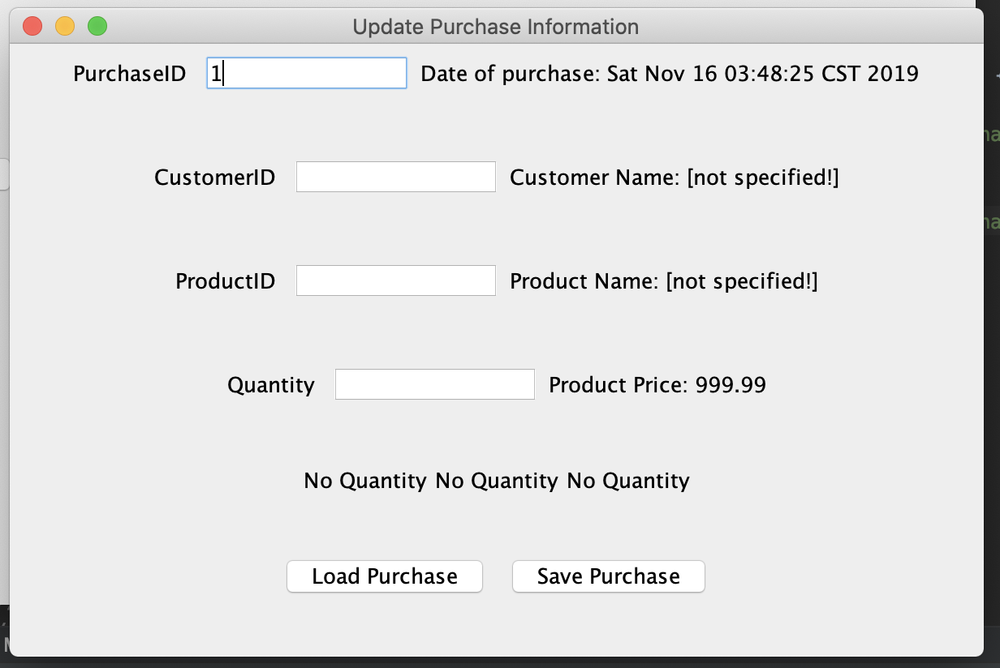 Update Purchase Information
PurchaseID 1 Date of purchase: Sat Nov 16 03:48:25 CST 2019
CustomerID Customer Name: [not specified!]
ProductID Product Name: [not specified!]
Quantity Product Price: 999.99
No Quantity No Quantity No Quantity
Load Purchase Save Purchase